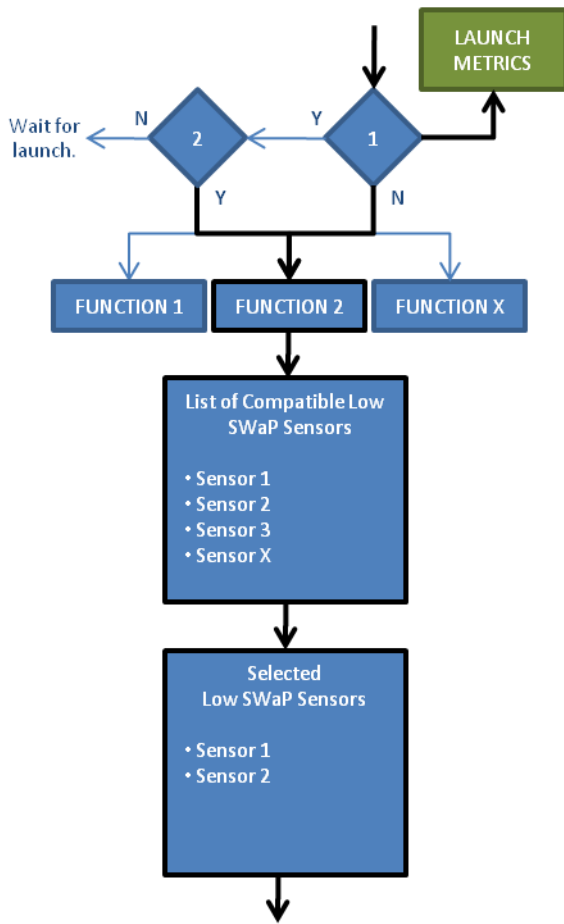 LAUNCH
METRICS
N
2
Y
1
Wait for
launch.
Y
N
FUNCTION 1
FUNCTION 2
FUNCTION X
List of Compatible Low
SWaP Sensors
• Sensor 1
• Sensor 2
• Sensor 3
• Sensor X
Selected
Low SWaP Sensors
• Sensor 1
• Sensor 2